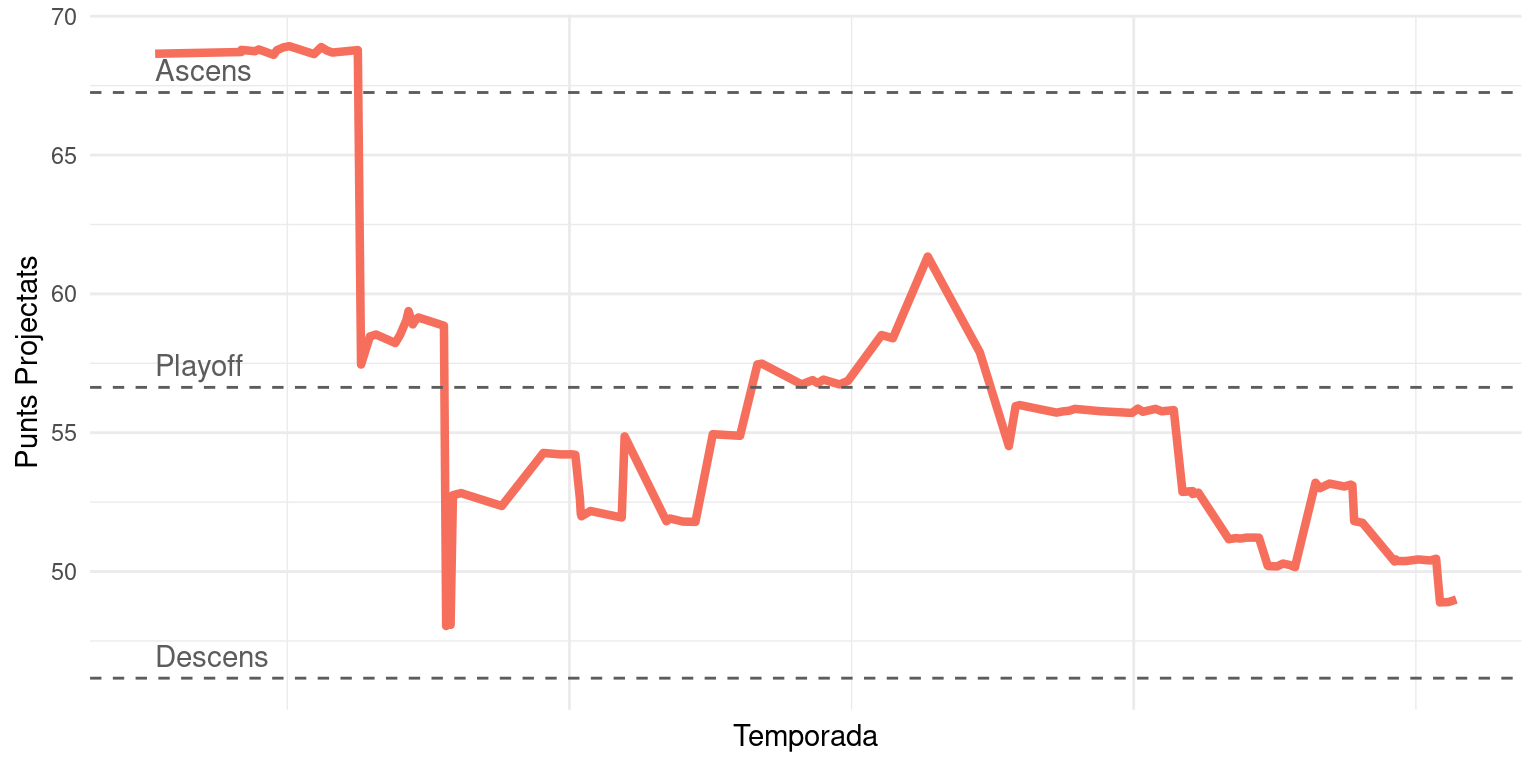 70
65
60
55
50
Punts Projectats
Ascens
Playoff
Descens
Temporada